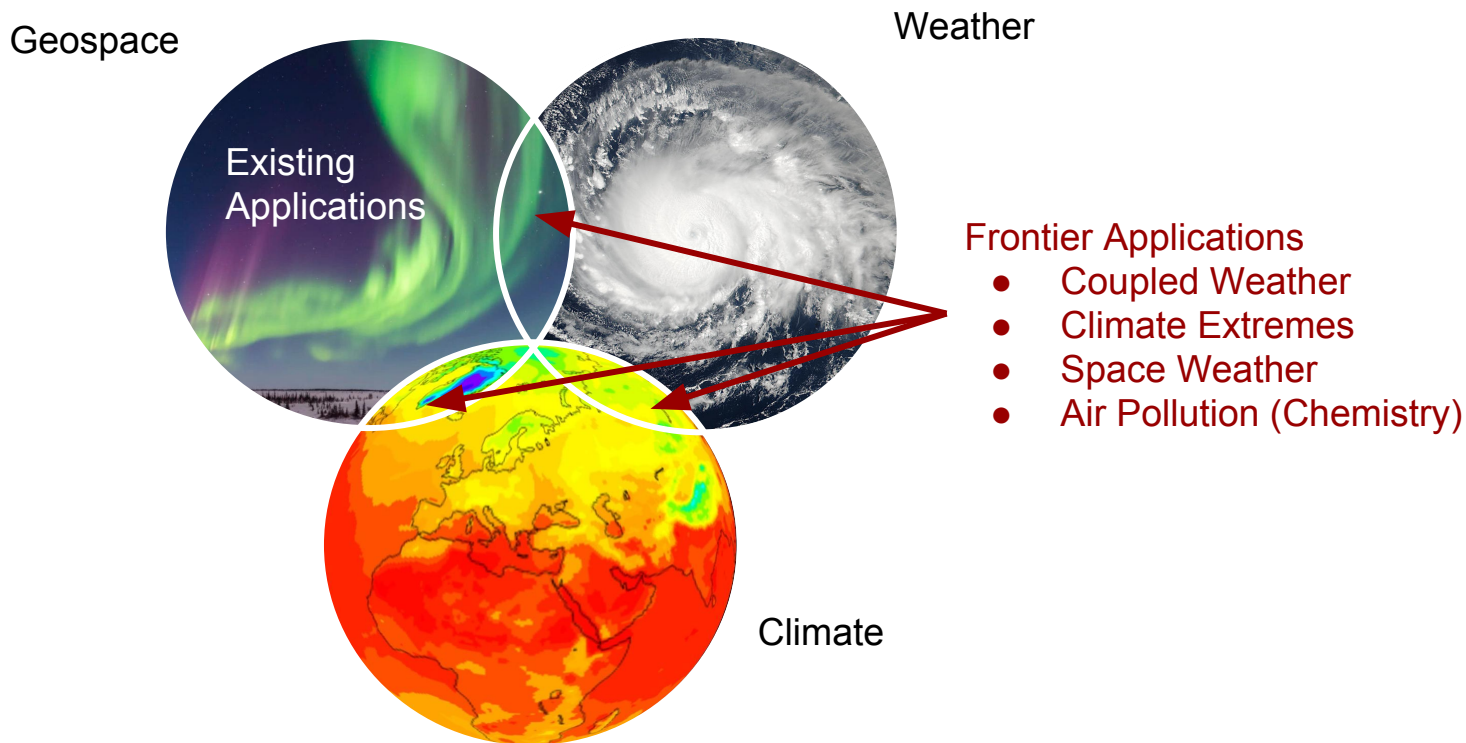 Geospace
Weather
Existing
Applications
Frontier Applications
● Coupled Weather
● Climate Extremes
● Space Weather
● Air Pollution (Chemistry)
Climate